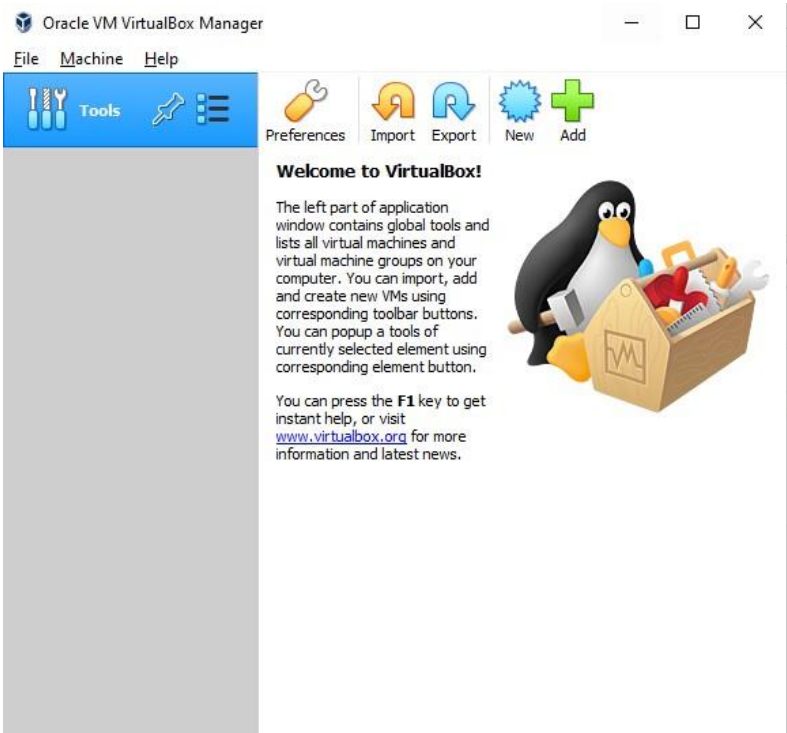 Oracle VM VirtualBox Manager
File Machine Help
Tools
Preferences Import Export New Add
Welcome to VirtualBox!
The left part of application
window contains global tools and
lists all virtual machines and
virtual machine groups on your
computer. You can import, add
and create new VMs using
corresponding toolbar buttons.
You can popup a tools of
currently selected element using
corresponding element button.
You can press the F1 key to get
instant help, or visit
www.virtualbox.org for more
information and latest news.